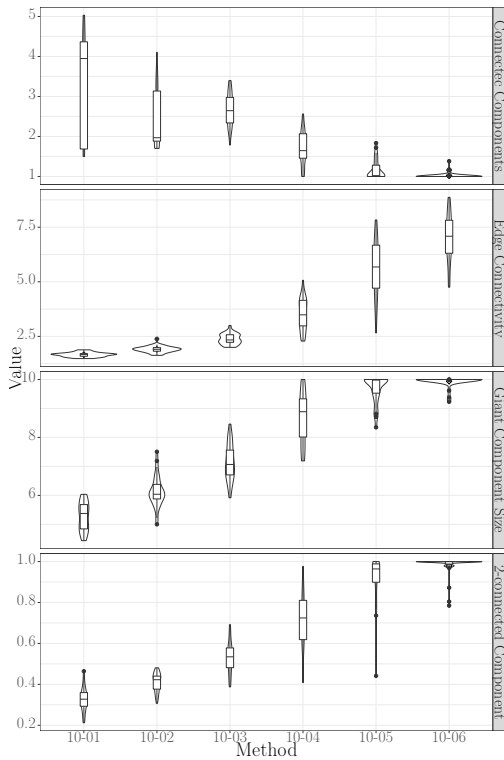 5
4
3
2
1
Connectec Components
7.5
5.0
2.5
Edge Connectivity
10
8
6
Giant Component Size
1.0
0.8
0.6
0.4
0.2
2-connected Component
Value
10-01 10-02 10-03 10-04 10-05 10-06
Method